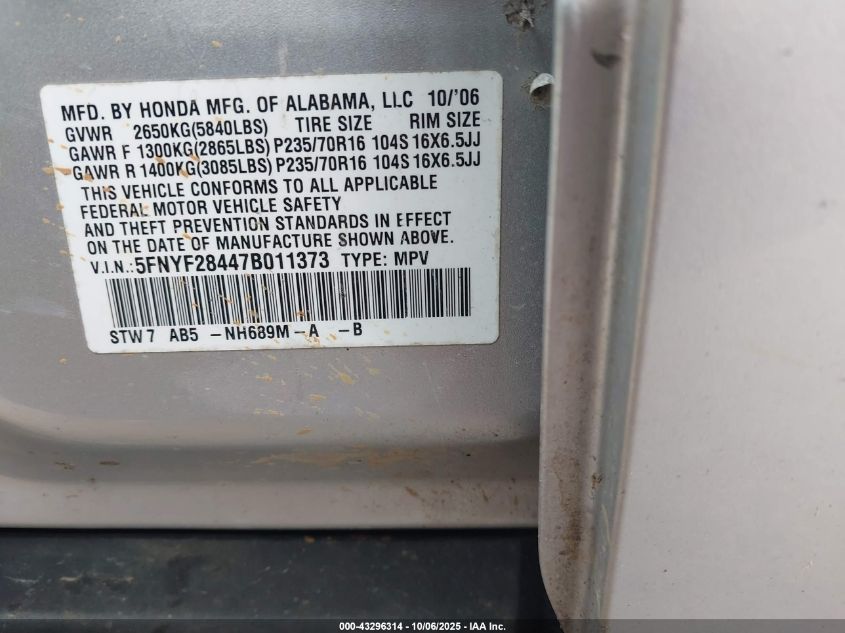 MFD. BY HONDA MFG. OF ALABAMA, LLC 10/'06
GVWR 2650KG(5840LBS) TIRE SIZE RIM SIZE
GAWR F 1300KG(2865LBS) P235/70R16 104S 16X6.5JJ
GAWR R 1400KG(3085LBS) P235/70R16 104S 16X6.5JJ
THIS VEHICLE CONFORMS TO ALL APPLICABLE
FEDERAL MOTOR VEHICLE SAFETY
AND THEFT PREVENTION STANDARDS IN EFFECT
ON THE DATE OF MANUFACTURE SHOWN ABOVE.
V.I.N.: 5FNYF28447B011373 TYPE: MPV
STW7 AB5 -NH689M-A -B
000-43296314 - 10/06/2025 - IAA Inc.